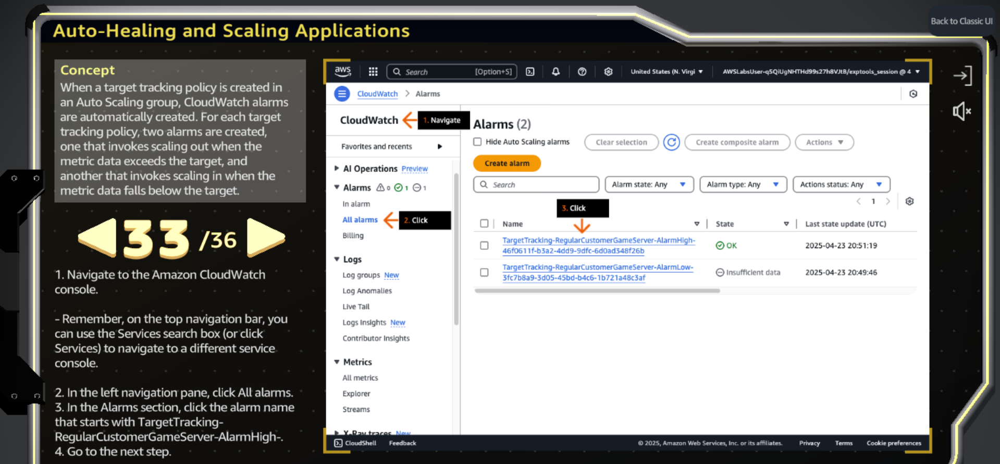 Back to Classic UI
Auto-Healing and Scaling Applications
Concept
When a target tracking policy is created in
an Auto Scaling group, CloudWatch alarms
are automatically created. For each target
tracking policy, two alarms are created,
one that invokes scaling out when the
metric data exceeds the target, and
another that invokes scaling in when the
metric data falls below the target.
33 /36
1. Navigate to the Amazon CloudWatch
console.
- Remember, on the top navigation bar, you
can use the Services search box (or click
Services) to navigate to a different service
console.
2. In the left navigation pane, click All alarms.
3. In the Alarms section, click the alarm name
that starts with TargetTracking-
RegularCustomerGameServer-AlarmHigh-.
4. Go to the next step.
aws Search [Option+S] United States (N. Virgi AWSLabsUser-q5QiUgNHTHd99s27h8VJtB/exptools_session @ 4
CloudWatch > Alarms
CloudWatch
1. Navigate
Favorites and recents
AI Operations Preview
Alarms 0 1 1
In alarm
All alarms
2. Click
Billing
Logs
Log groups New
Log Anomalies
Live Tail
Logs Insights New
Contributor Insights
Metrics
All metrics
Explorer
Streams
X-Ray traces New
Alarms (2)
Hide Auto Scaling alarms Clear selection Create composite alarm Actions
Create alarm
Search Alarm state: Any Alarm type: Any Actions status: Any
< 1 >
3. Click
Name State Last state update (UTC)
TargetTracking-RegularCustomerGameServer-AlarmHigh-
46f0611f-b3a2-4dd9-9dfc-6d0ad348f26b
OK 2025-04-23 20:51:19
TargetTracking-RegularCustomerGameServer-AlarmLow-
3fc7b8a9-3d05-45bd-b4c6-1b721a48c3af
Insufficient data 2025-04-23 20:49:46
CloudShell Feedback © 2025, Amazon Web Services, Inc. or its affiliates. Privacy Terms Cookie preferences